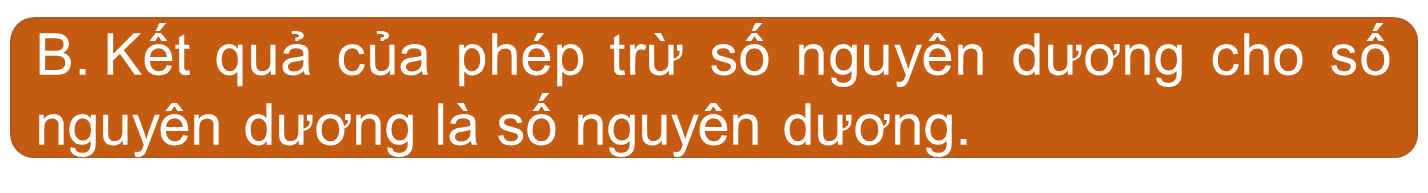 B. Kết quả của phép trừ số nguyên dương cho số
nguyên dương là số nguyên dương.